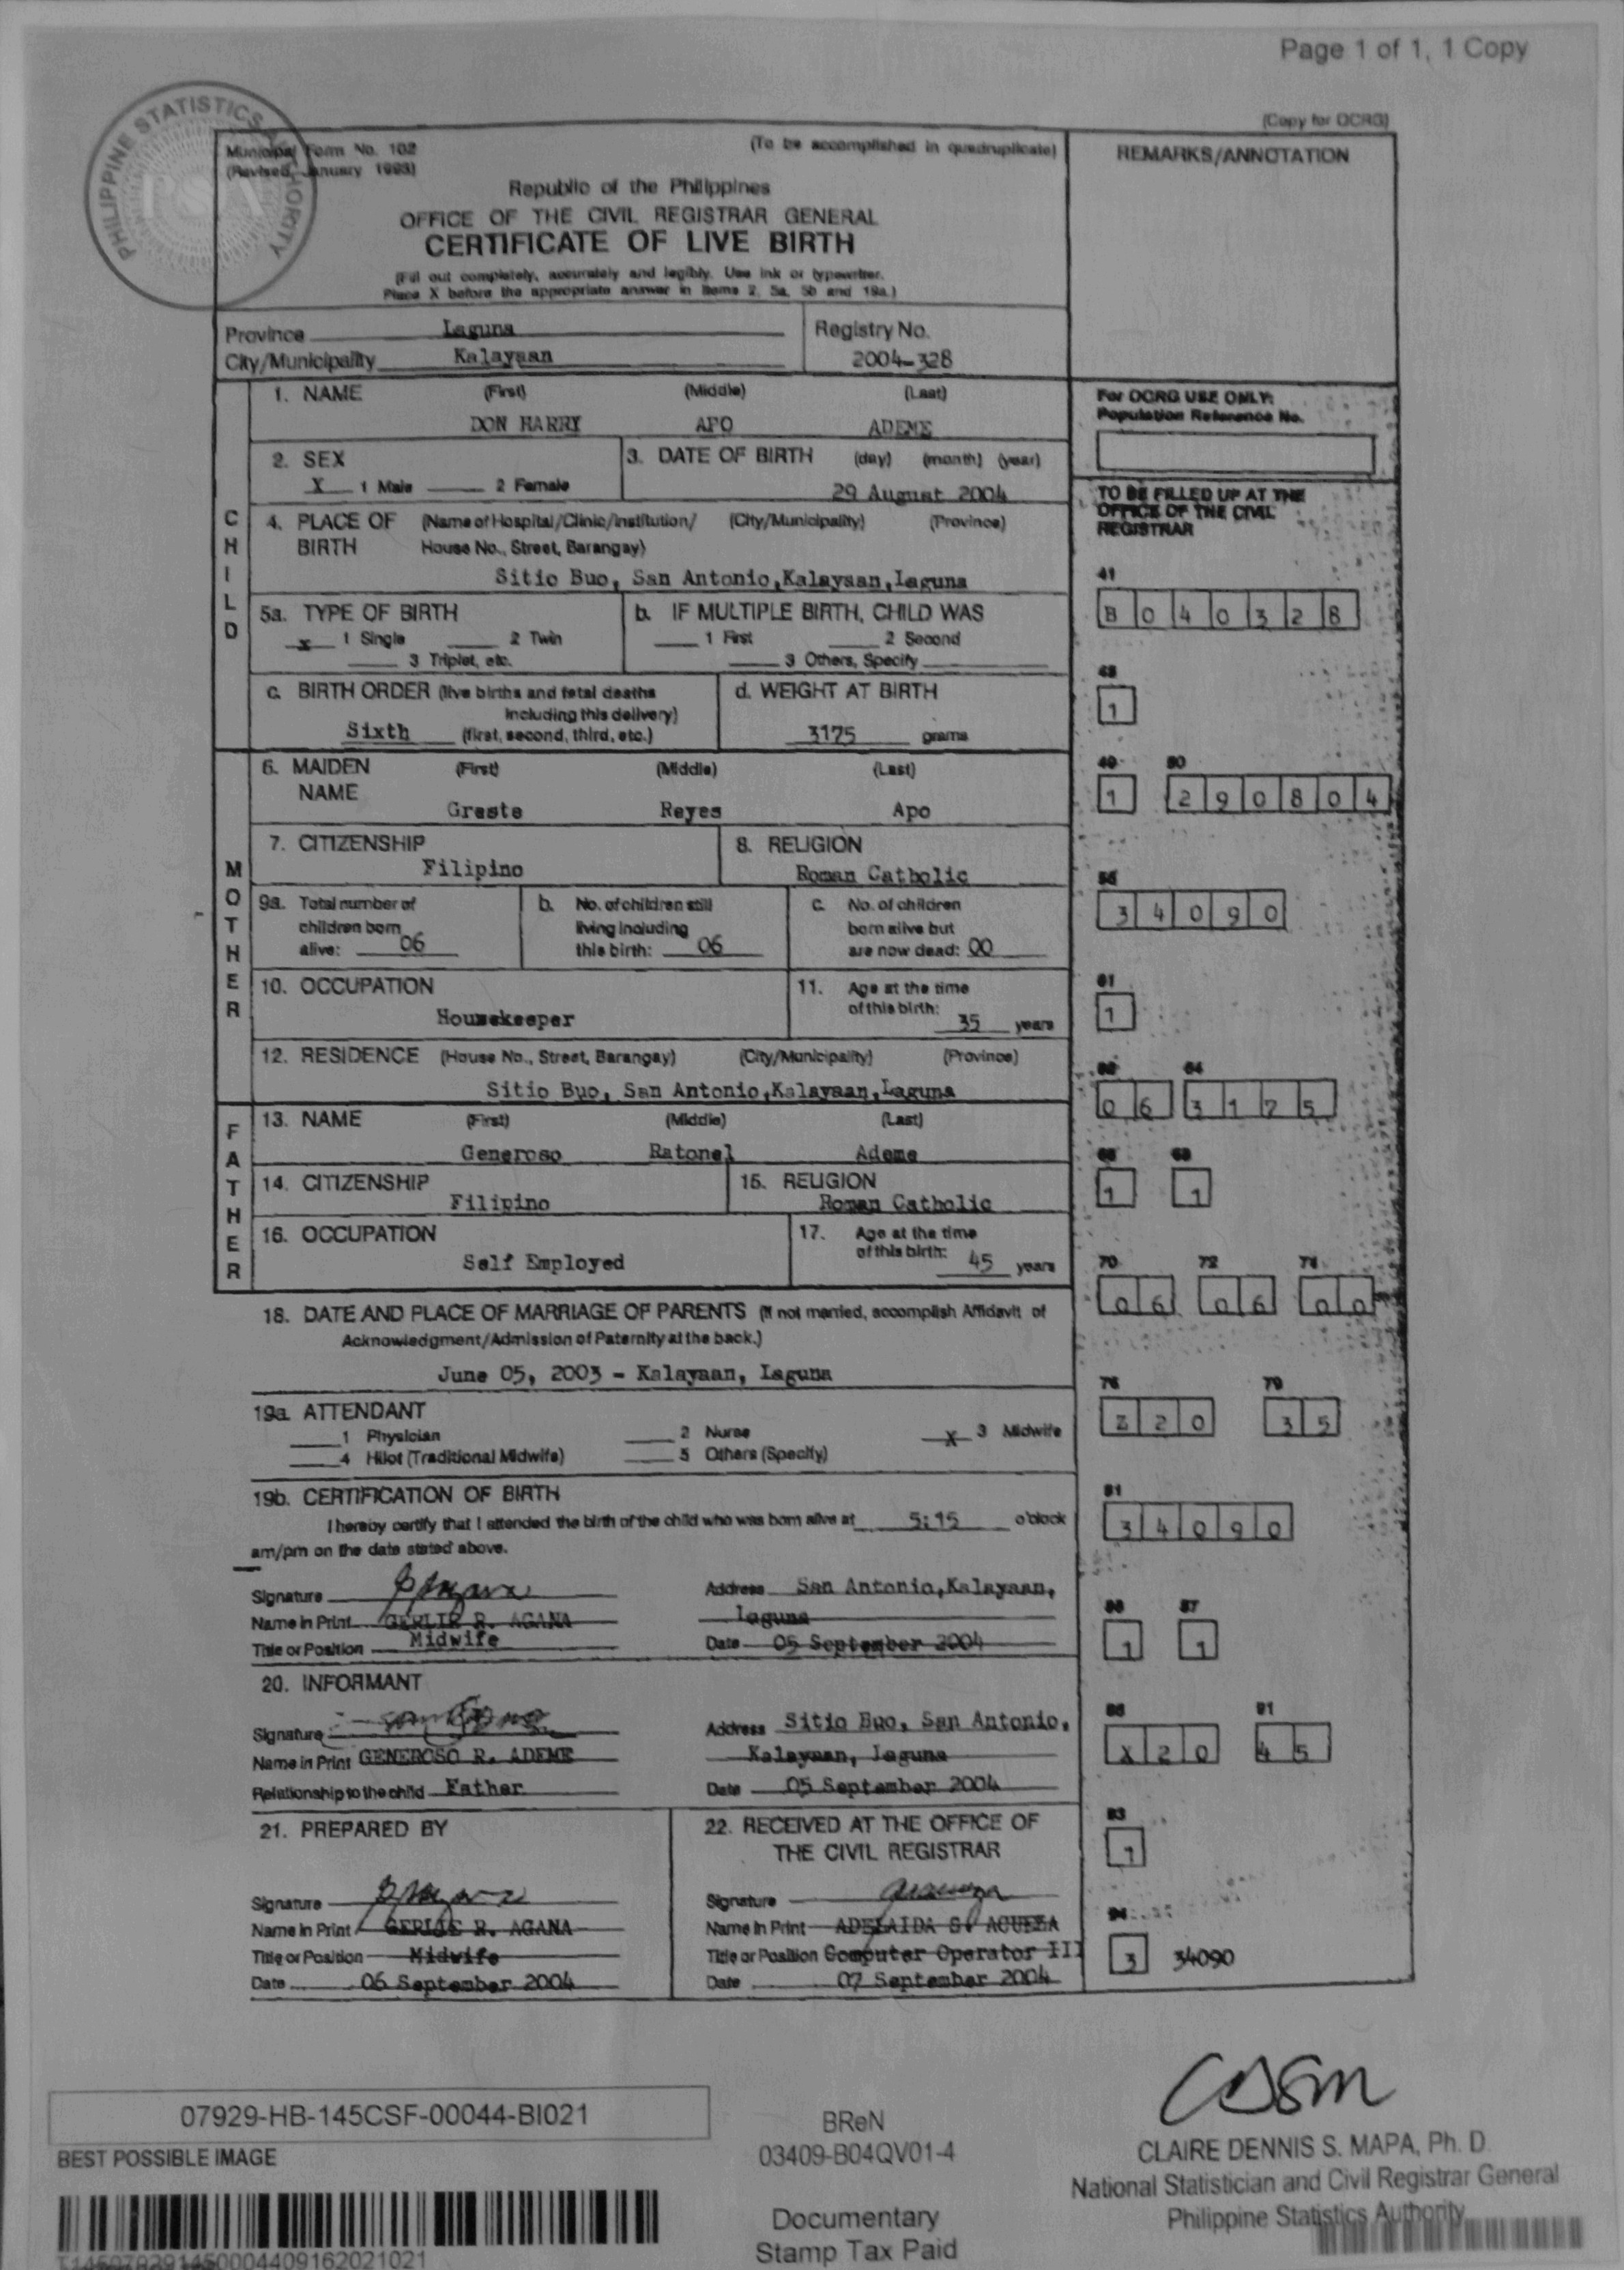 Page 1 of 1, 1 Copy
(Copy for OCRG)
PHILIPPINE STATISTICS AUTHORITY
PSA
Municipal Form No. 102
(Revised, January 1993)
(To be accomplished in quadruplicate)
REMARKS/ANNOTATION
Republic of the Philippines
OFFICE OF THE CIVIL REGISTRAR GENERAL
CERTIFICATE OF LIVE BIRTH
(Fill out completely, accurately and legibly. Use ink or typewriter.
Place X before the appropriate answer in Items 2, 5a, 5b and 19a.)
Province Laguna
City/Municipality Kalayaan
Registry No.
2004-328
1. NAME (First) (Middle) (Last)
DON HARRY APO ADEME
For OCRG USE ONLY:
Population Reference No.
2. SEX
X 1 Male 2 Female
3. DATE OF BIRTH (day) (month) (year)
29 August 2004
TO BE FILLED UP AT THE
OFFICE OF THE CIVIL
REGISTRAR
CHILD
4. PLACE OF BIRTH (Name of Hospital/Clinic/Institution/ (City/Municipality) (Province)
House No., Street, Barangay)
Sitio Buo, San Antonio,Kalayaan,Laguna
41
B 0 4 0 3 2 8
5a. TYPE OF BIRTH
x 1 Single 2 Twin
3 Triplet, etc.
b. IF MULTIPLE BIRTH, CHILD WAS
1 First 2 Second
3 Others, Specify
48
1
c. BIRTH ORDER (live births and fetal deaths
including this delivery)
Sixth (first, second, third, etc.)
d. WEIGHT AT BIRTH
3175 grams
MOTHER
6. MAIDEN NAME (First) (Middle) (Last)
Greste Reyes Apo
49 50
1 2 9 0 8 0 4
7. CITIZENSHIP
Filipino
8. RELIGION
Roman Catholic
56
3 4 0 9 0
9a. Total number of
children born
alive: 06
b. No. of children still
living including
this birth: 06
c. No. of children
born alive but
are now dead: 00
10. OCCUPATION
Housekeeper
11. Age at the time
of this birth:
35 years
61
1
12. RESIDENCE (House No., Street, Barangay) (City/Municipality) (Province)
Sitio Buo, San Antonio,Kalayaan,Laguna
64
0 6 3 1 7 5
FATHER
13. NAME (First) (Middle) (Last)
Generoso Ratonel Ademe
68 69
1 1
14. CITIZENSHIP
Filipino
15. RELIGION
Roman Catholic
16. OCCUPATION
Self Employed
17. Age at the time
of this birth:
45 years
70 72 74
0 6 0 6 0 0
18. DATE AND PLACE OF MARRIAGE OF PARENTS (If not married, accomplish Affidavit of
Acknowledgment/Admission of Paternity at the back.)
June 05, 2003 - Kalayaan, Laguna
76 79
2 0 3 5
19a. ATTENDANT
1 Physician 2 Nurse X 3 Midwife
4 Hilot (Traditional Midwife) 5 Others (Specify)
19b. CERTIFICATION OF BIRTH
I hereby certify that I attended the birth of the child who was born alive at 5:15 o'clock
am/pm on the date stated above.
81
3 4 0 9 0
Signature
Name in Print GERLIE R. AGANA
Title or Position Midwife
Address San Antonio,Kalayaan,
Laguna
Date 05 September 2004
86 87
1 1
20. INFORMANT
Signature
Name in Print GENEROSO R. ADEME
Relationship to the child Father
Address Sitio Buo, San Antonio,
Kalayaan, Laguna
Date 05 September 2004
88 91
X 2 0 4 5
21. PREPARED BY
Signature
Name in Print GERLIE R. AGANA
Title or Position Midwife
Date 06 September 2004
22. RECEIVED AT THE OFFICE OF
THE CIVIL REGISTRAR
Signature
Name in Print ADELAIDA G. ACUEZA
Title or Position Computer Operator III
Date 07 September 2004
93
1
94
3 34090
07929-HB-145CSF-00044-BI021
BEST POSSIBLE IMAGE
BReN
03409-B04QV01-4
Documentary
Stamp Tax Paid
CLAIRE DENNIS S. MAPA, Ph. D.
National Statistician and Civil Registrar General
Philippine Statistics Authority